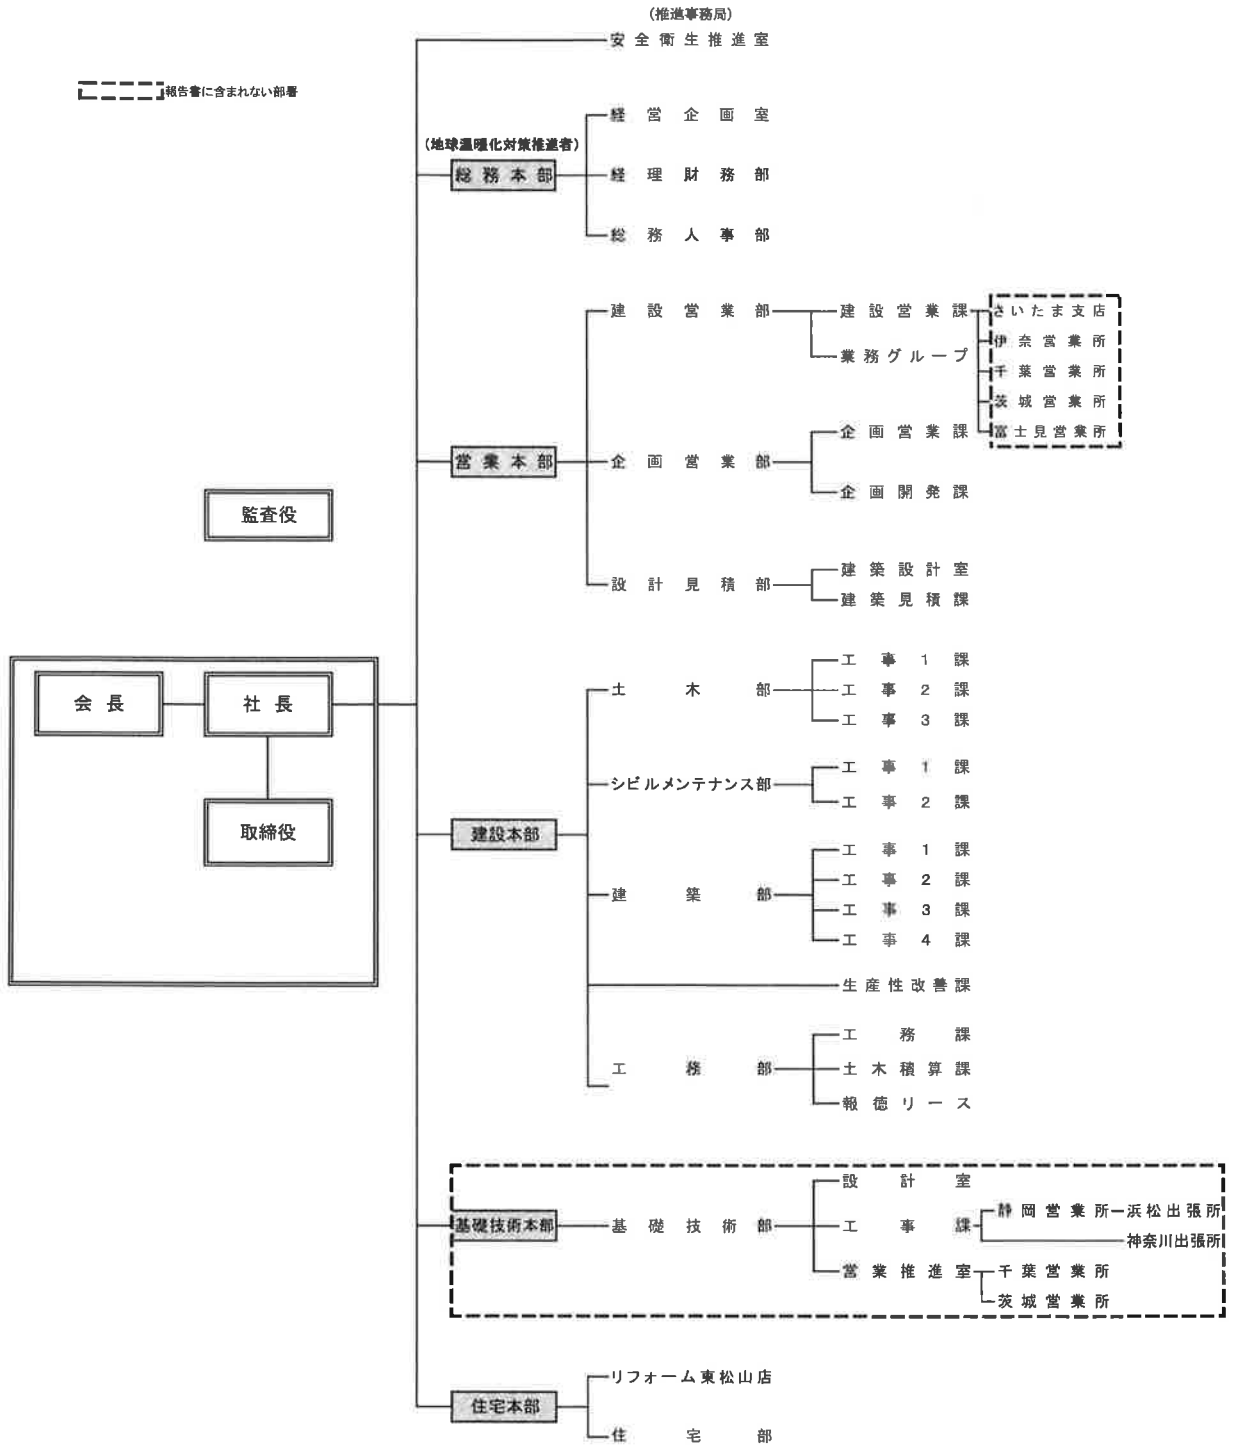 (推進事務局)
安全衛生推進室
報告書に含まれない部署
経営企画室
(地球温暖化対策推進者)
総務本部
経理財務部
総務人事部
建設営業部
建設営業課
さいたま支店
伊奈営業所
業務グループ
千葉営業所
茨城営業所
富士見営業所
企画営業課
営業本部
企画営業部
企画開発課
監査役
設計見積部
建築設計室
建築見積課
会長
社長
取締役
土木部
工事1課
工事2課
工事3課
シビルメンテナンス部
工事1課
工事2課
建設本部
建築部
工事1課
工事2課
工事3課
工事4課
生産性改善課
工務部
工務課
土木積算課
報徳リース
基礎技術本部
基礎技術部
設計室
工事課
静岡営業所
浜松出張所
神奈川出張所
営業推進室
千葉営業所
茨城営業所
住宅本部
リフォーム東松山店
住宅部